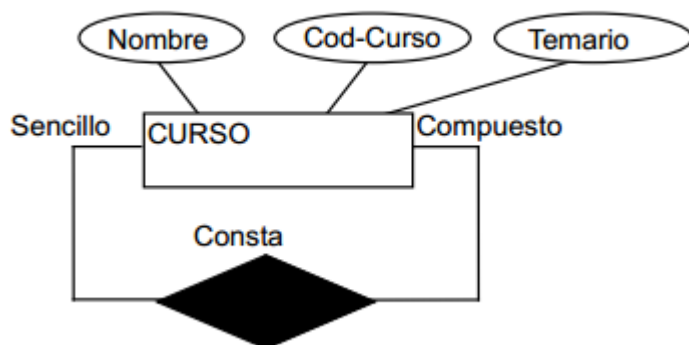 Nombre
Cod-Curso
Temario
Sencillo
CURSO
Compuesto
Consta